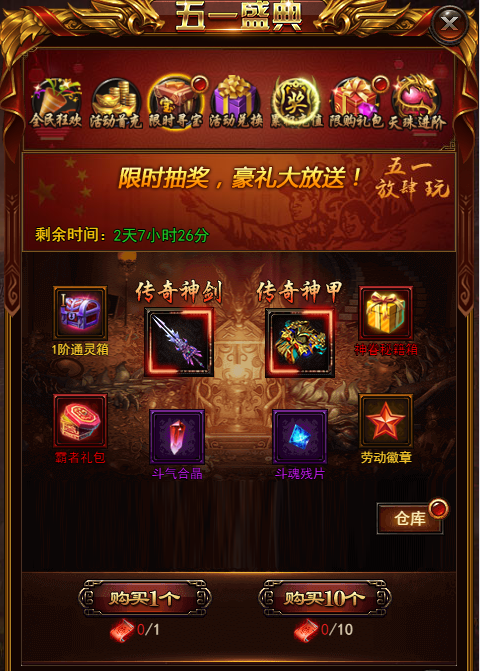 五一盛典
全民狂欢 活动首充 限时寻宝 活动兑换 累积充值 限购礼包 天珠进阶
限时抽奖，豪礼大放送！
五一
放肆玩
剩余时间：2天7小时26分
传奇神剑 传奇神甲
1阶通灵箱
霸者礼包 斗气合晶 斗魂残片 劳动徽章
仓库
购买1个 购买10个
0/1 0/10